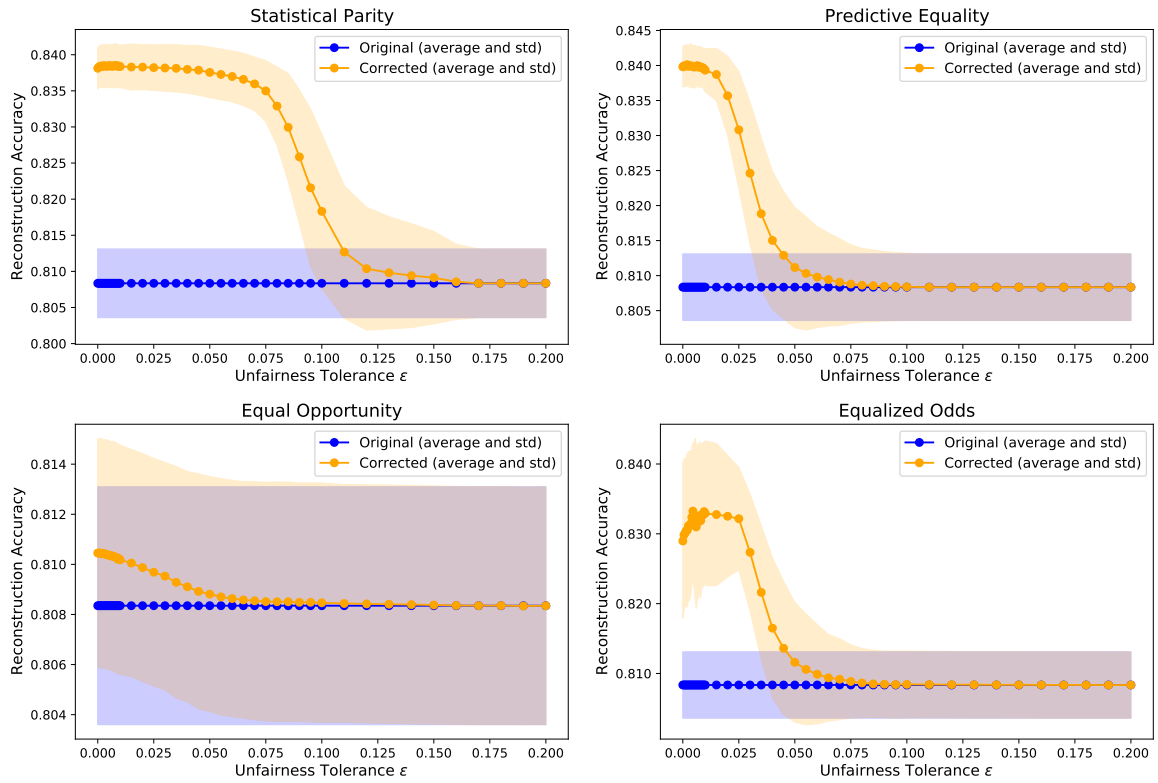 Statistical Parity
Original (average and std)
Corrected (average and std)
0.840
0.835
0.830
0.825
0.820
0.815
0.810
0.805
0.800
Reconstruction Accuracy
0.000 0.025 0.050 0.075 0.100 0.125 0.150 0.175 0.200
Unfairness Tolerance ε
Predictive Equality
Original (average and std)
Corrected (average and std)
0.845
0.840
0.835
0.830
0.825
0.820
0.815
0.810
0.805
Reconstruction Accuracy
0.000 0.025 0.050 0.075 0.100 0.125 0.150 0.175 0.200
Unfairness Tolerance ε
Equal Opportunity
Original (average and std)
Corrected (average and std)
0.814
0.812
0.810
0.808
0.806
0.804
Reconstruction Accuracy
0.000 0.025 0.050 0.075 0.100 0.125 0.150 0.175 0.200
Unfairness Tolerance ε
Equalized Odds
Original (average and std)
Corrected (average and std)
0.840
0.830
0.820
0.810
Reconstruction Accuracy
0.000 0.025 0.050 0.075 0.100 0.125 0.150 0.175 0.200
Unfairness Tolerance ε